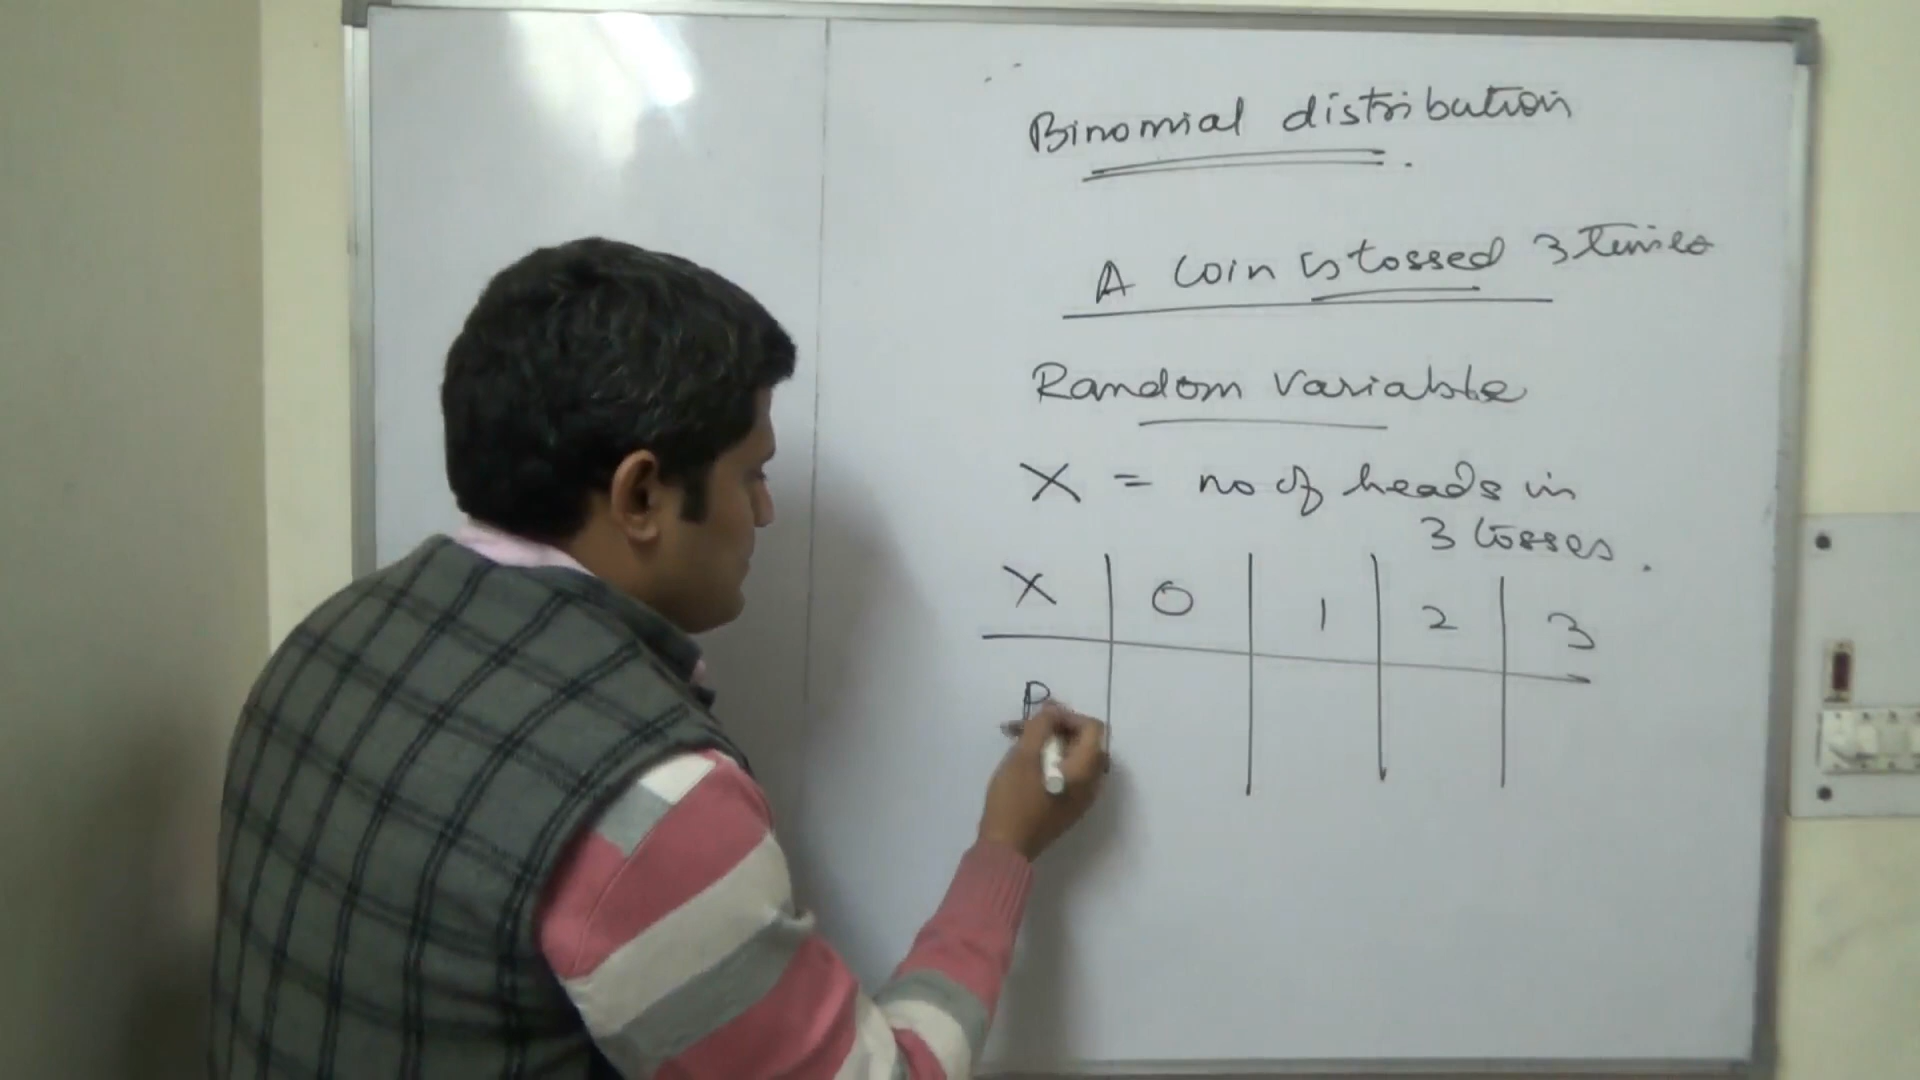 Binomial distribution
A coin is tossed 3 times
Random variable
X = no of heads in
3 tosses.
X 0 1 2 3
P